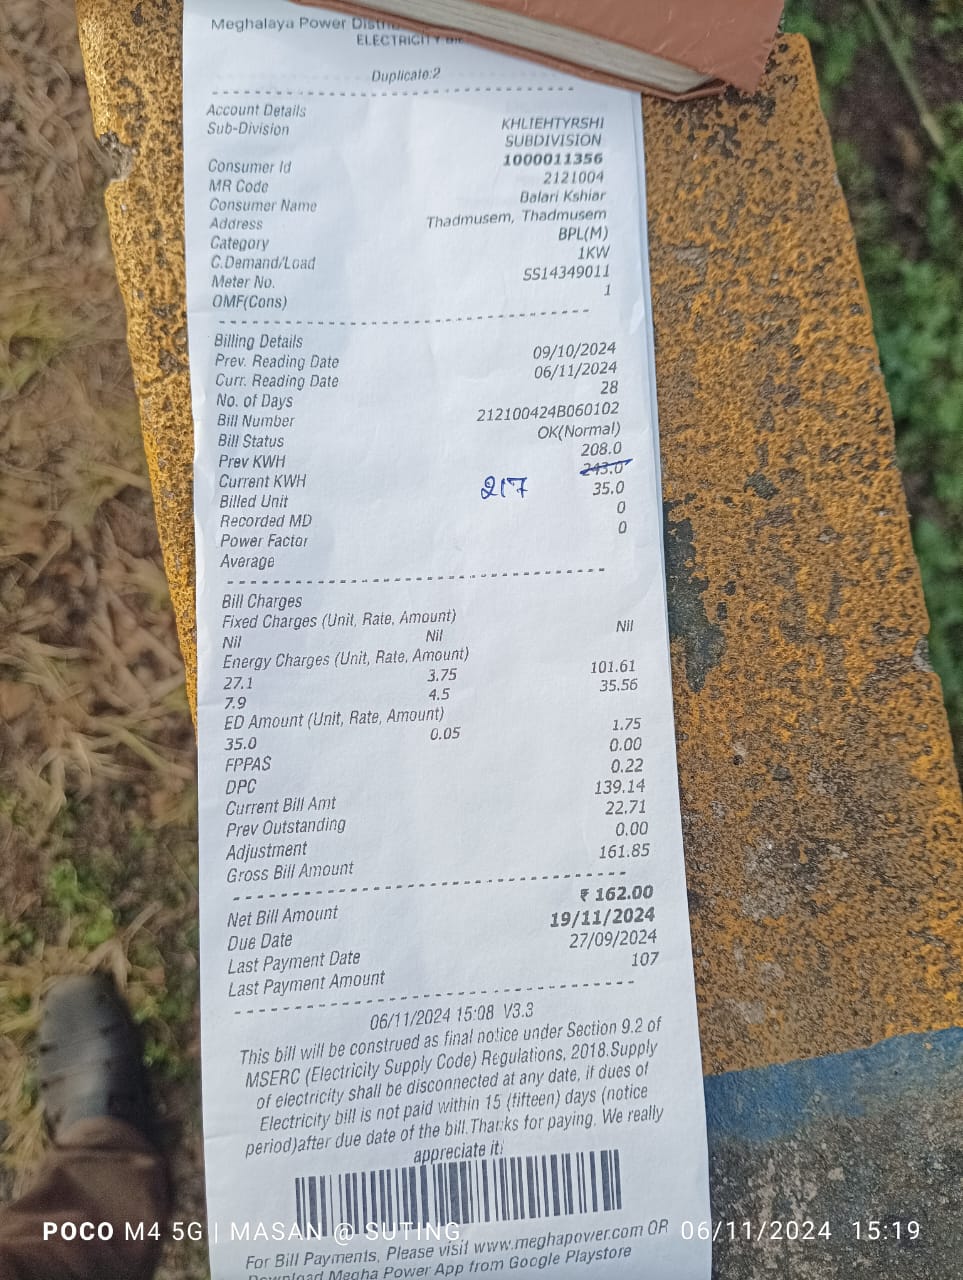 Meghalaya Power
ELECTRICITY
Duplicate:2
Account Details
Sub-Division KHLIEHTYRSHI
SUBDIVISION
Consumer Id 1000011356
MR Code 2121004
Consumer Name Balari Kshiar
Address Thadmusem, Thadmusem
Category BPL(M)
C.Demand/Load 1KW
Meter No. SS14349011
OMF(Cons) 1
Billing Details
Prev. Reading Date 09/10/2024
Curr. Reading Date 06/11/2024
No. of Days 28
Bill Number 212100424B060102
Bill Status OK(Normal)
Prev KWH 208.0
Current KWH 243.0
217
Billed Unit 35.0
Recorded MD 0
Power Factor 0
Average
Bill Charges
Fixed Charges (Unit, Rate, Amount)
Nil Nil Nil
Energy Charges (Unit, Rate, Amount)
27.1 3.75 101.61
7.9 4.5 35.56
ED Amount (Unit, Rate, Amount)
35.0 0.05 1.75
FPPAS 0.00
DPC 0.22
Current Bill Amt 139.14
Prev Outstanding 22.71
Adjustment 0.00
Gross Bill Amount 161.85
Net Bill Amount ₹ 162.00
Due Date 19/11/2024
Last Payment Date 27/09/2024
Last Payment Amount 107
06/11/2024 15:08 V3.3
This bill will be construed as final notice under Section 9.2 of
MSERC (Electricity Supply Code) Regulations, 2018.Supply
of electricity shall be disconnected at any date, if dues of
Electricity bill is not paid within 15 (fifteen) days (notice
period)after due date of the bill.Thanks for paying. We really
appreciate it!
For Bill Payments, Please visit www.meghapower.com OR
Download Megha Power App from Google Playstore
POCO M4 5G | MASAN @ SUTING 06/11/2024 15:19